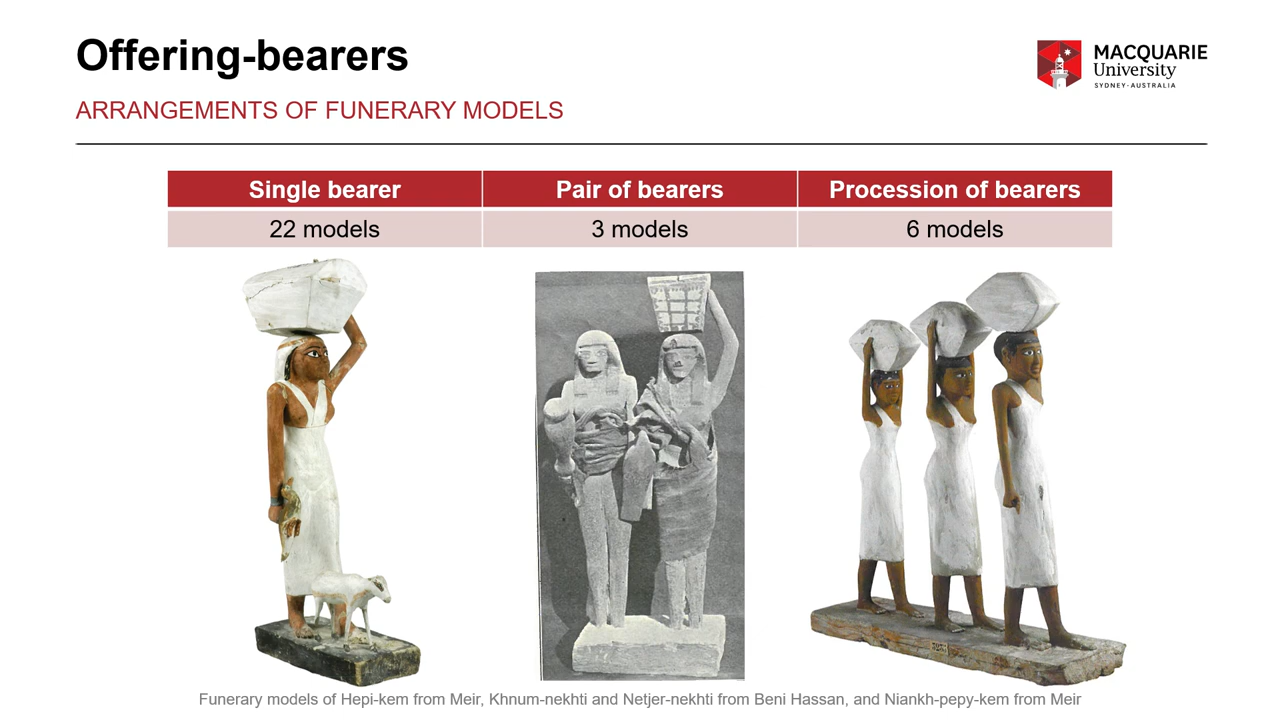 Offering-bearers
ARRANGEMENTS OF FUNERARY MODELS
MACQUARIE
University
SYDNEY·AUSTRALIA
Single bearer Pair of bearers Procession of bearers
22 models 3 models 6 models
Funerary models of Hepi-kem from Meir, Khnum-nekhti and Netjer-nekhti from Beni Hassan, and Niankh-pepy-kem from Meir